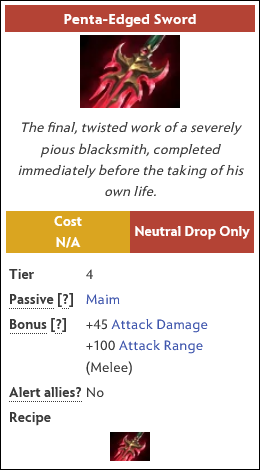 Penta-Edged Sword
The final, twisted work of a severely
pious blacksmith, completed
immediately before the taking of his
own life.
Cost
N/A
Neutral Drop Only
Tier 4
Passive [?] Maim
Bonus [?] +45 Attack Damage
+100 Attack Range
(Melee)
Alert allies? No
Recipe